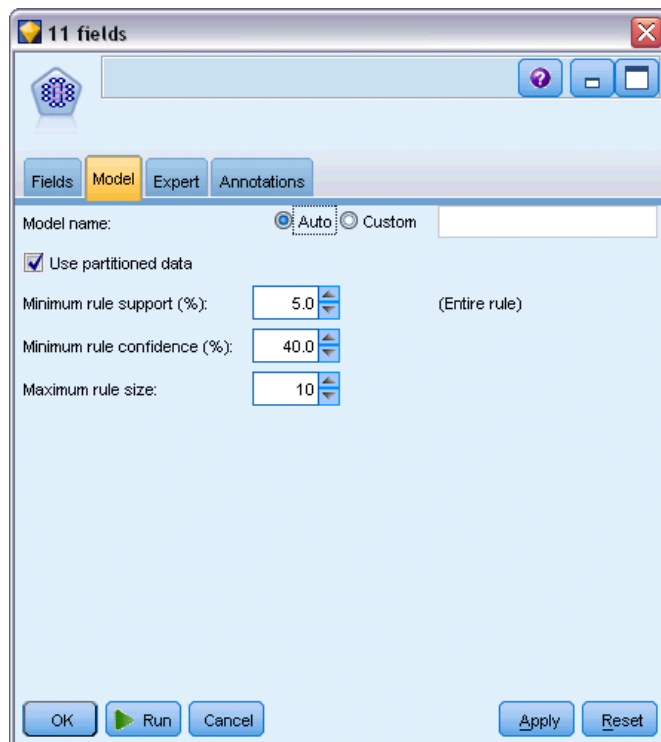 11 fields
Fields Model Expert Annotations
Model name: Auto Custom
Use partitioned data
Minimum rule support (%): 5.0 (Entire rule)
Minimum rule confidence (%): 40.0
Maximum rule size: 10
OK Run Cancel Apply Reset